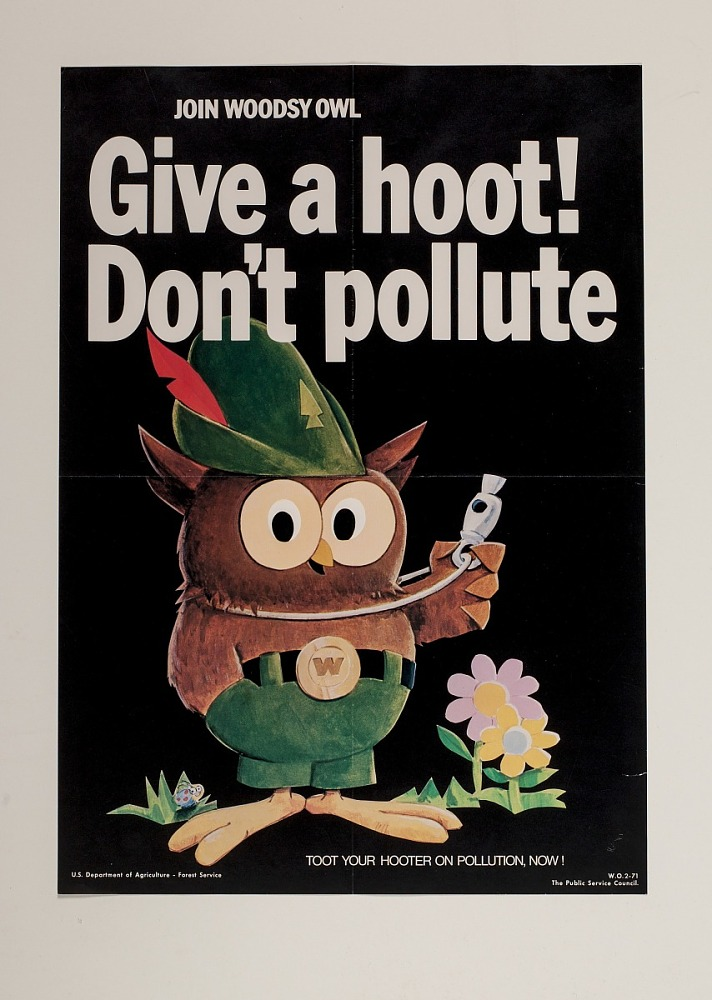 JOIN WOODSY OWL
Give a hoot!
Don't pollute
W
TOOT YOUR HOOTER ON POLLUTION, NOW!
U.S. Department of Agriculture - Forest Service
W.O.2-71
The Public Service Council.